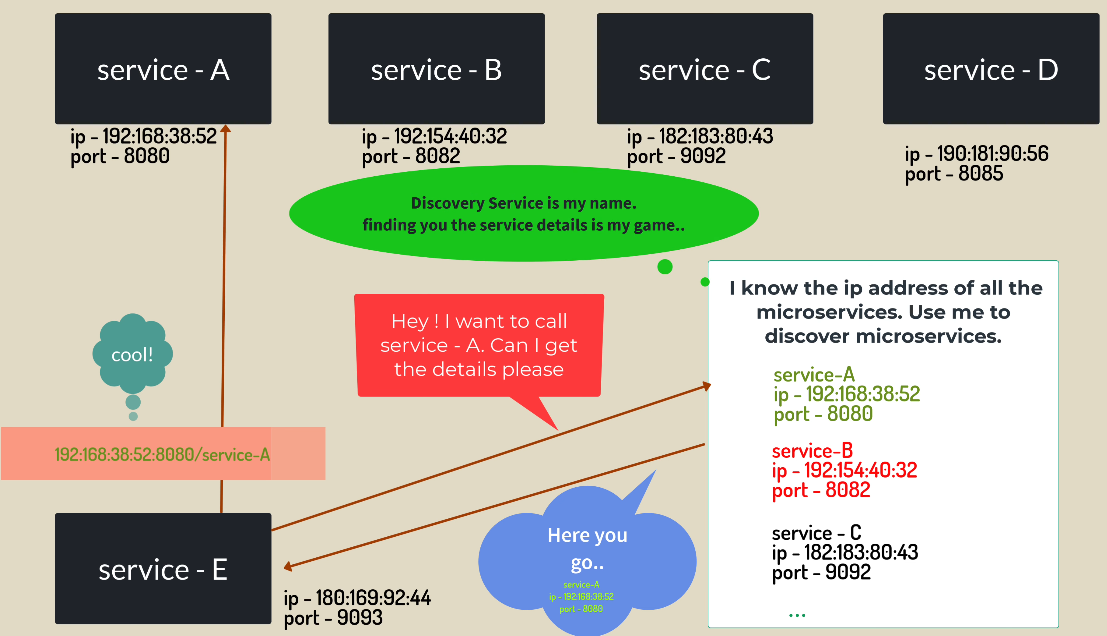 service - A
service - B
service - C
service - D
ip - 192:168:38:52
port - 8080
ip - 192:154:40:32
port - 8082
ip - 182:183:80:43
port - 9092
ip - 190:181:90:56
port - 8085
Discovery Service is my name.
finding you the service details is my game..
I know the ip address of all the
microservices. Use me to
discover microservices.
Hey ! I want to call
service - A. Can I get
the details please
cool!
service-A
ip - 192:168:38:52
port - 8080
192:168:38:52:8080/service-A
service-B
ip - 192:154:40:32
port - 8082
service - C
ip - 182:183:80:43
port - 9092
...
Here you
go..
service-A
ip - 192:168:38:52
port - 8080
service - E
ip - 180:169:92:44
port - 9093